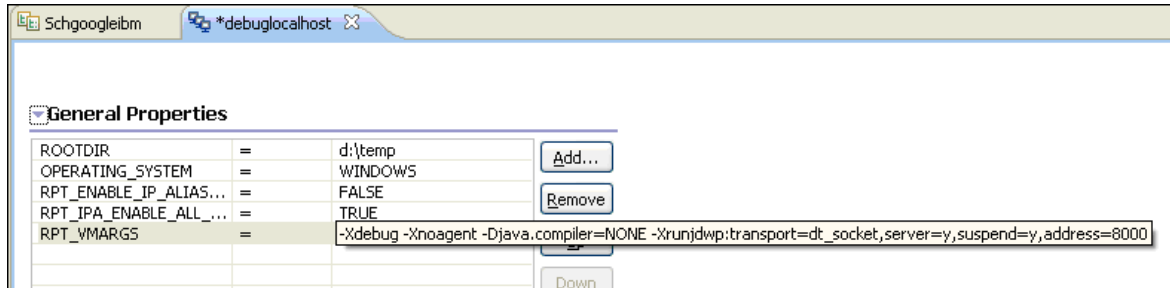 Schgoogleibm *debuglocalhost
General Properties
ROOTDIR = d:\temp
Add...
OPERATING_SYSTEM = WINDOWS
RPT_ENABLE_IP_ALIAS... = FALSE
Remove
RPT_IPA_ENABLE_ALL_... = TRUE
RPT_VMARGS = -Xdebug -Xnoagent -Djava.compiler=NONE -Xrunjdwp:transport=dt_socket,server=y,suspend=y,address=8000
Down